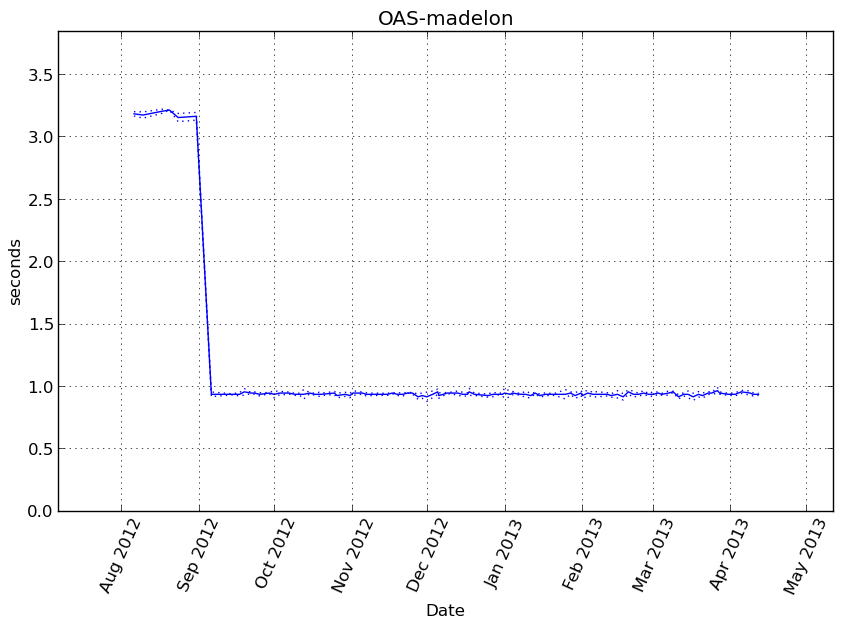 OAS-madelon
3.5
3.0
2.5
2.0
1.5
1.0
0.5
0.0
seconds
Aug 2012
Sep 2012
Oct 2012
Nov 2012
Dec 2012
Jan 2013
Feb 2013
Mar 2013
Apr 2013
May 2013
Date